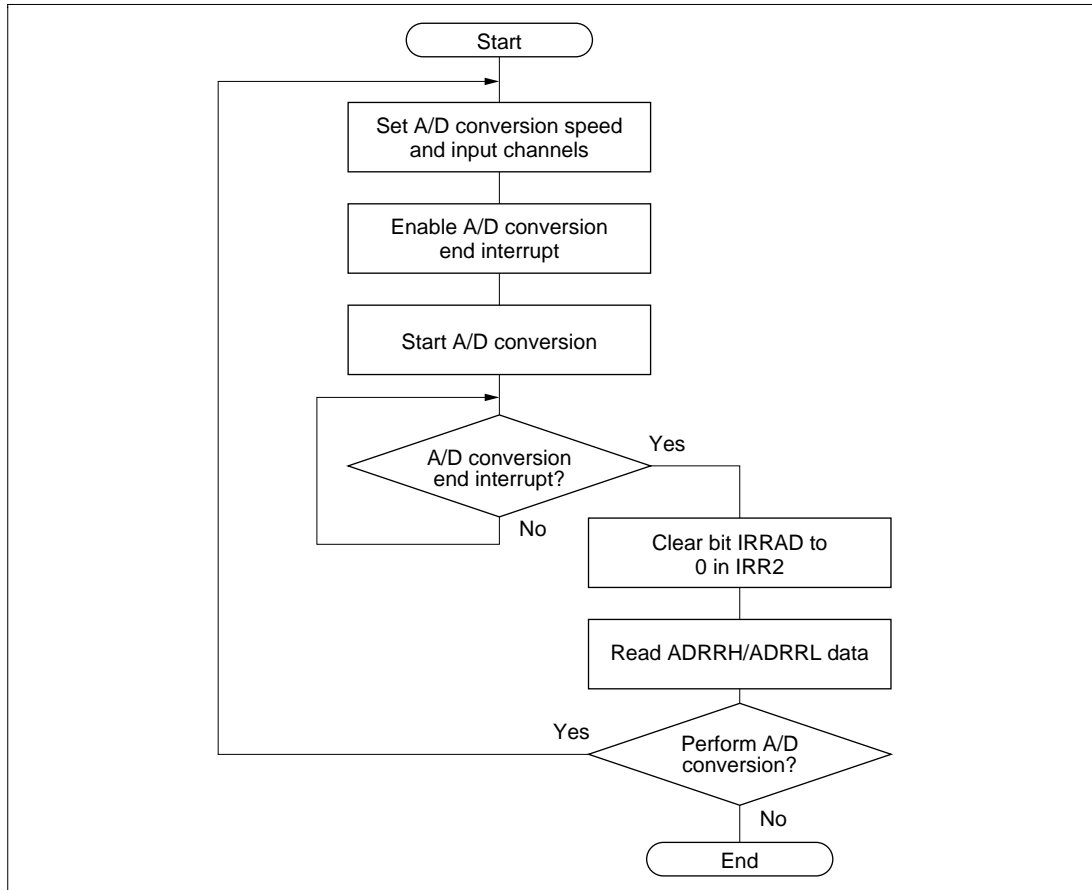 Start
Set A/D conversion speed
and input channels
Enable A/D conversion
end interrupt
Start A/D conversion
A/D conversion
end interrupt?
Yes
No
Clear bit IRRAD to
0 in IRR2
Read ADRRH/ADRRL data
Yes
Perform A/D
conversion?
No
End